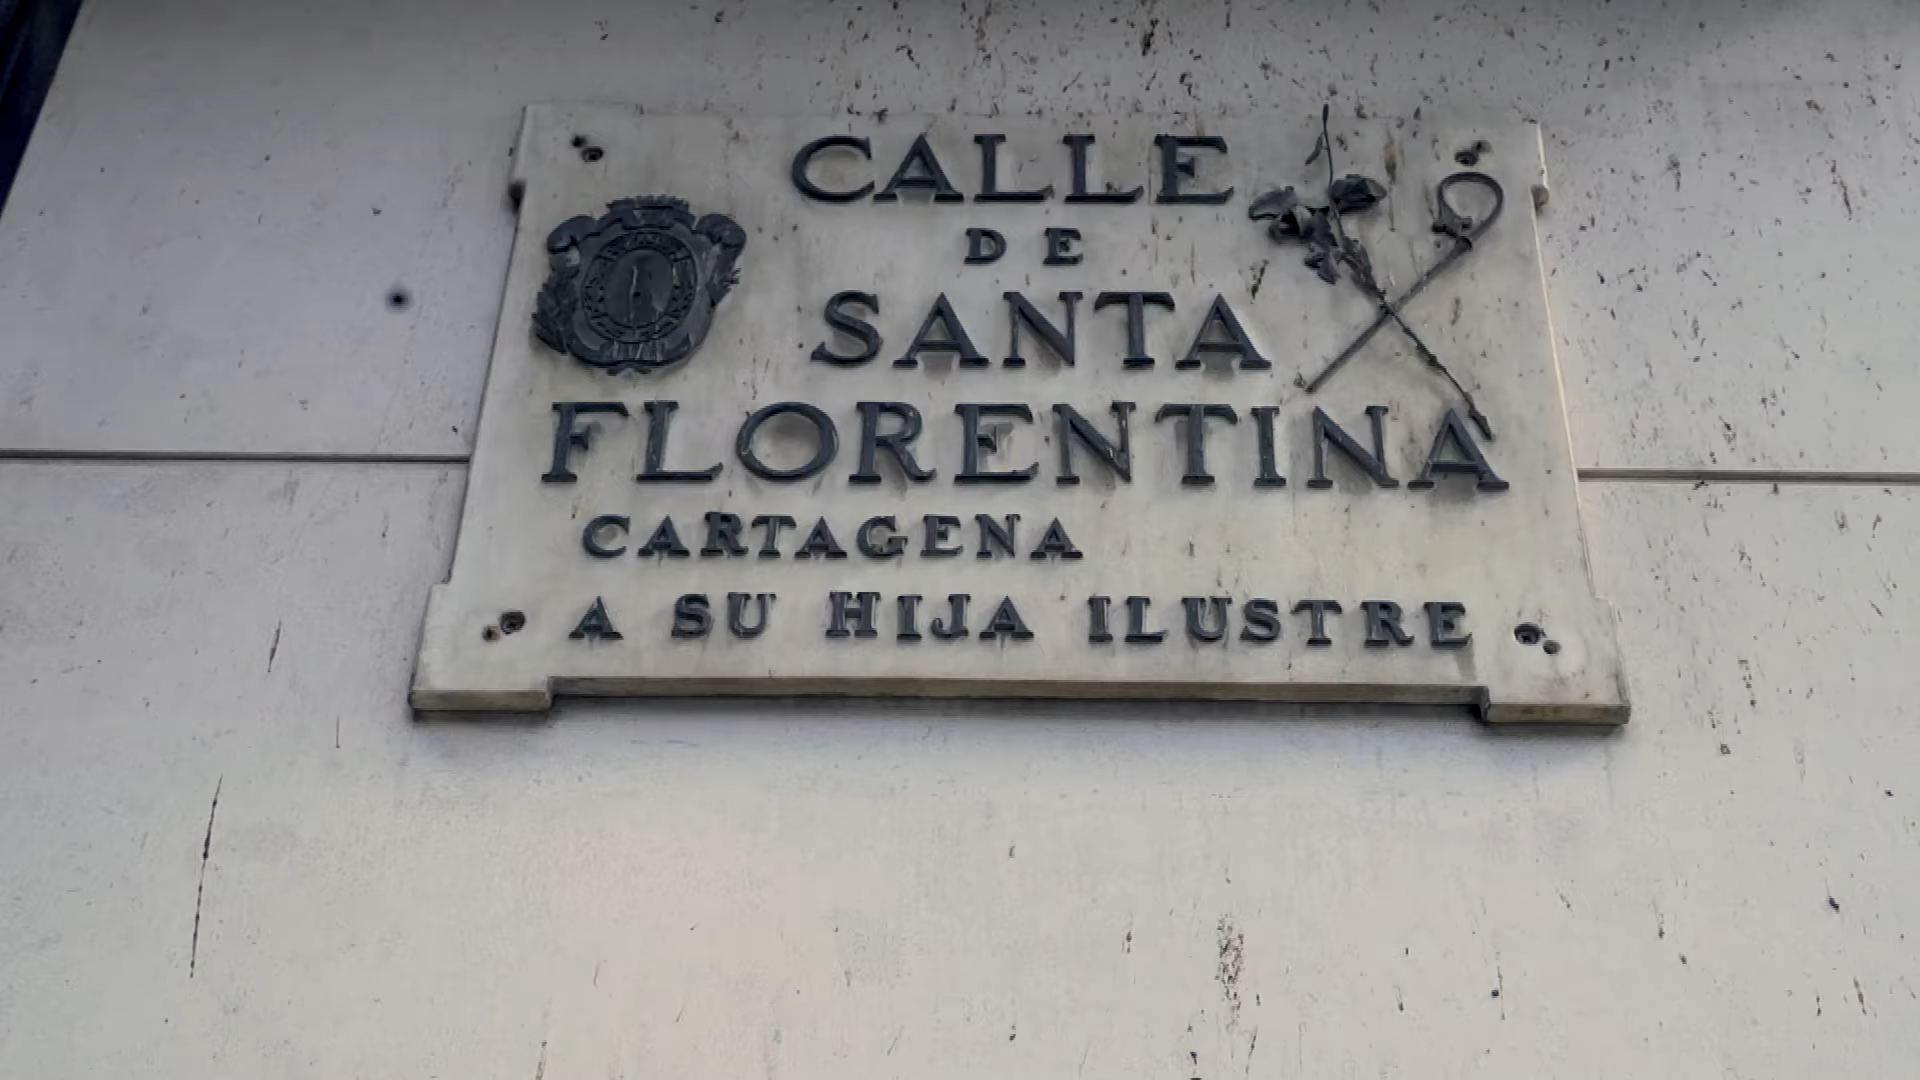 CALLE
DE
SANTA
FLORENTINA
CARTAGENA
A SU HIJA ILUSTRE